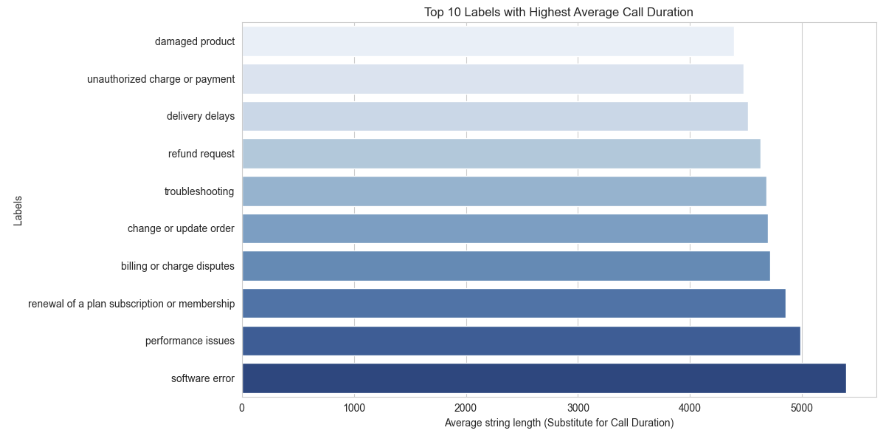 Top 10 Labels with Highest Average Call Duration
damaged product
unauthorized charge or payment
delivery delays
refund request
troubleshooting
change or update order
billing or charge disputes
renewal of a plan subscription or membership
performance issues
software error
Labels
0 1000 2000 3000 4000 5000
Average string length (Substitute for Call Duration)